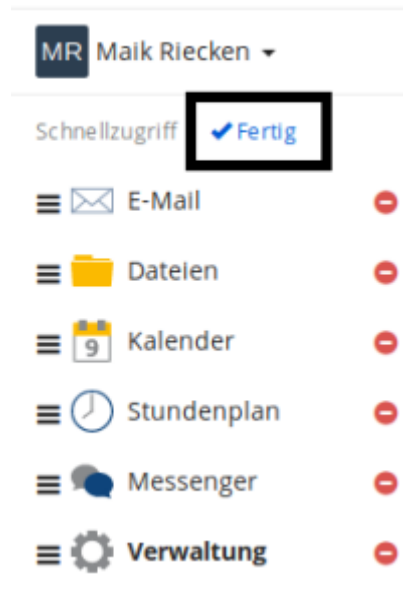 MR Maik Riecken
Schnellzugriff Fertig
E-Mail
Dateien
9 Kalender
Stundenplan
Messenger
Verwaltung